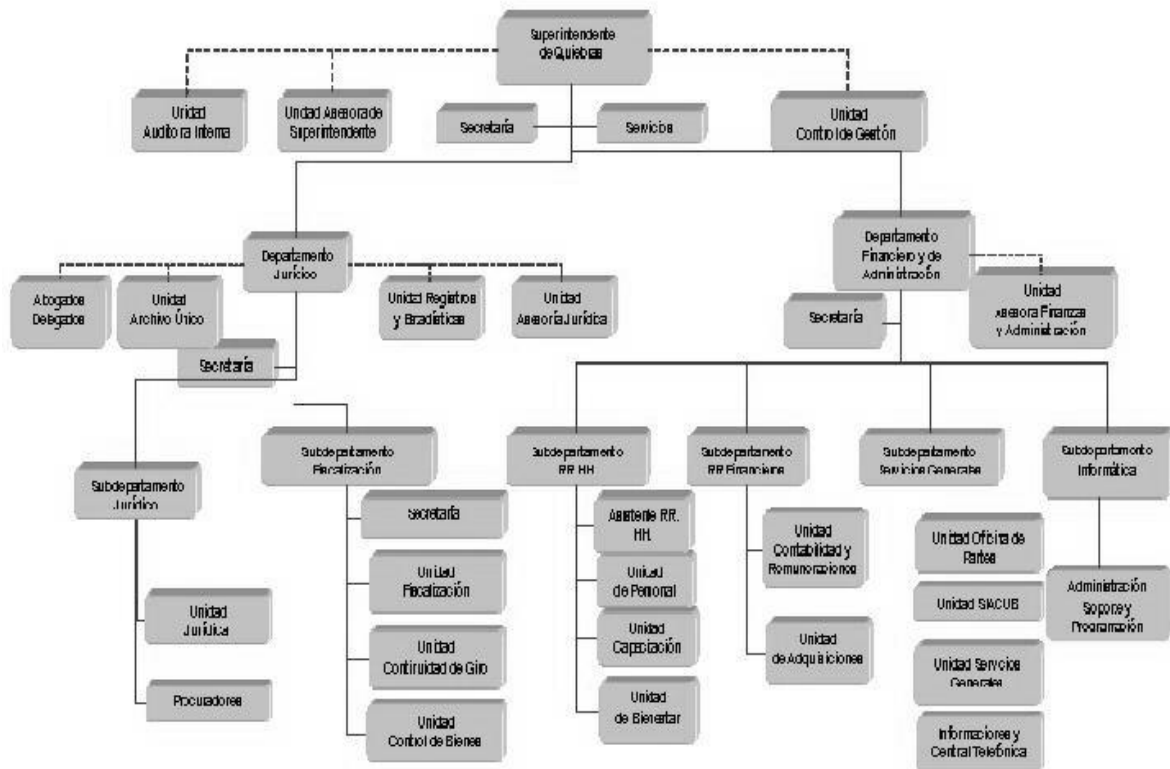 Superintendente
de Quiebras
Unidad
Auditora Interna
Unidad Asesora de
Superintendente
Secretaría
Servicios
Unidad
Control de Gestión
Departamento
Jurídico
Departamento
Financiero y de
Administración
Abogados
Delegados
Unidad
Archivo Único
Unidad Registros
y Estadísticas
Unidad
Asesoría Jurídica
Secretaría
Unidad
Asesora Finanzas
y Administración
Secretaría
Subdepartamento
Fiscalización
Subdepartamento
RR HH
Subdepartamento
RR Financieros
Subdepartamento
Servicios Generales
Subdepartamento
Informática
Subdepartamento
Jurídico
Secretaría
Asistente RR.
HH.
Unidad
Contabilidad y
Remuneraciones
Unidad Oficina de
Partes
Unidad
Fiscalización
Unidad
de Personal
Unidad SIACUB
Administración
Soporte y
Programación
Unidad
Jurídica
Unidad
Continuidad de Giro
Unidad
Capacitación
Unidad
de Adquisiciones
Unidad Servicios
Generales
Procuradores
Unidad
Control de Bienes
Unidad
de Bienestar
Informaciones y
Central Telefónica